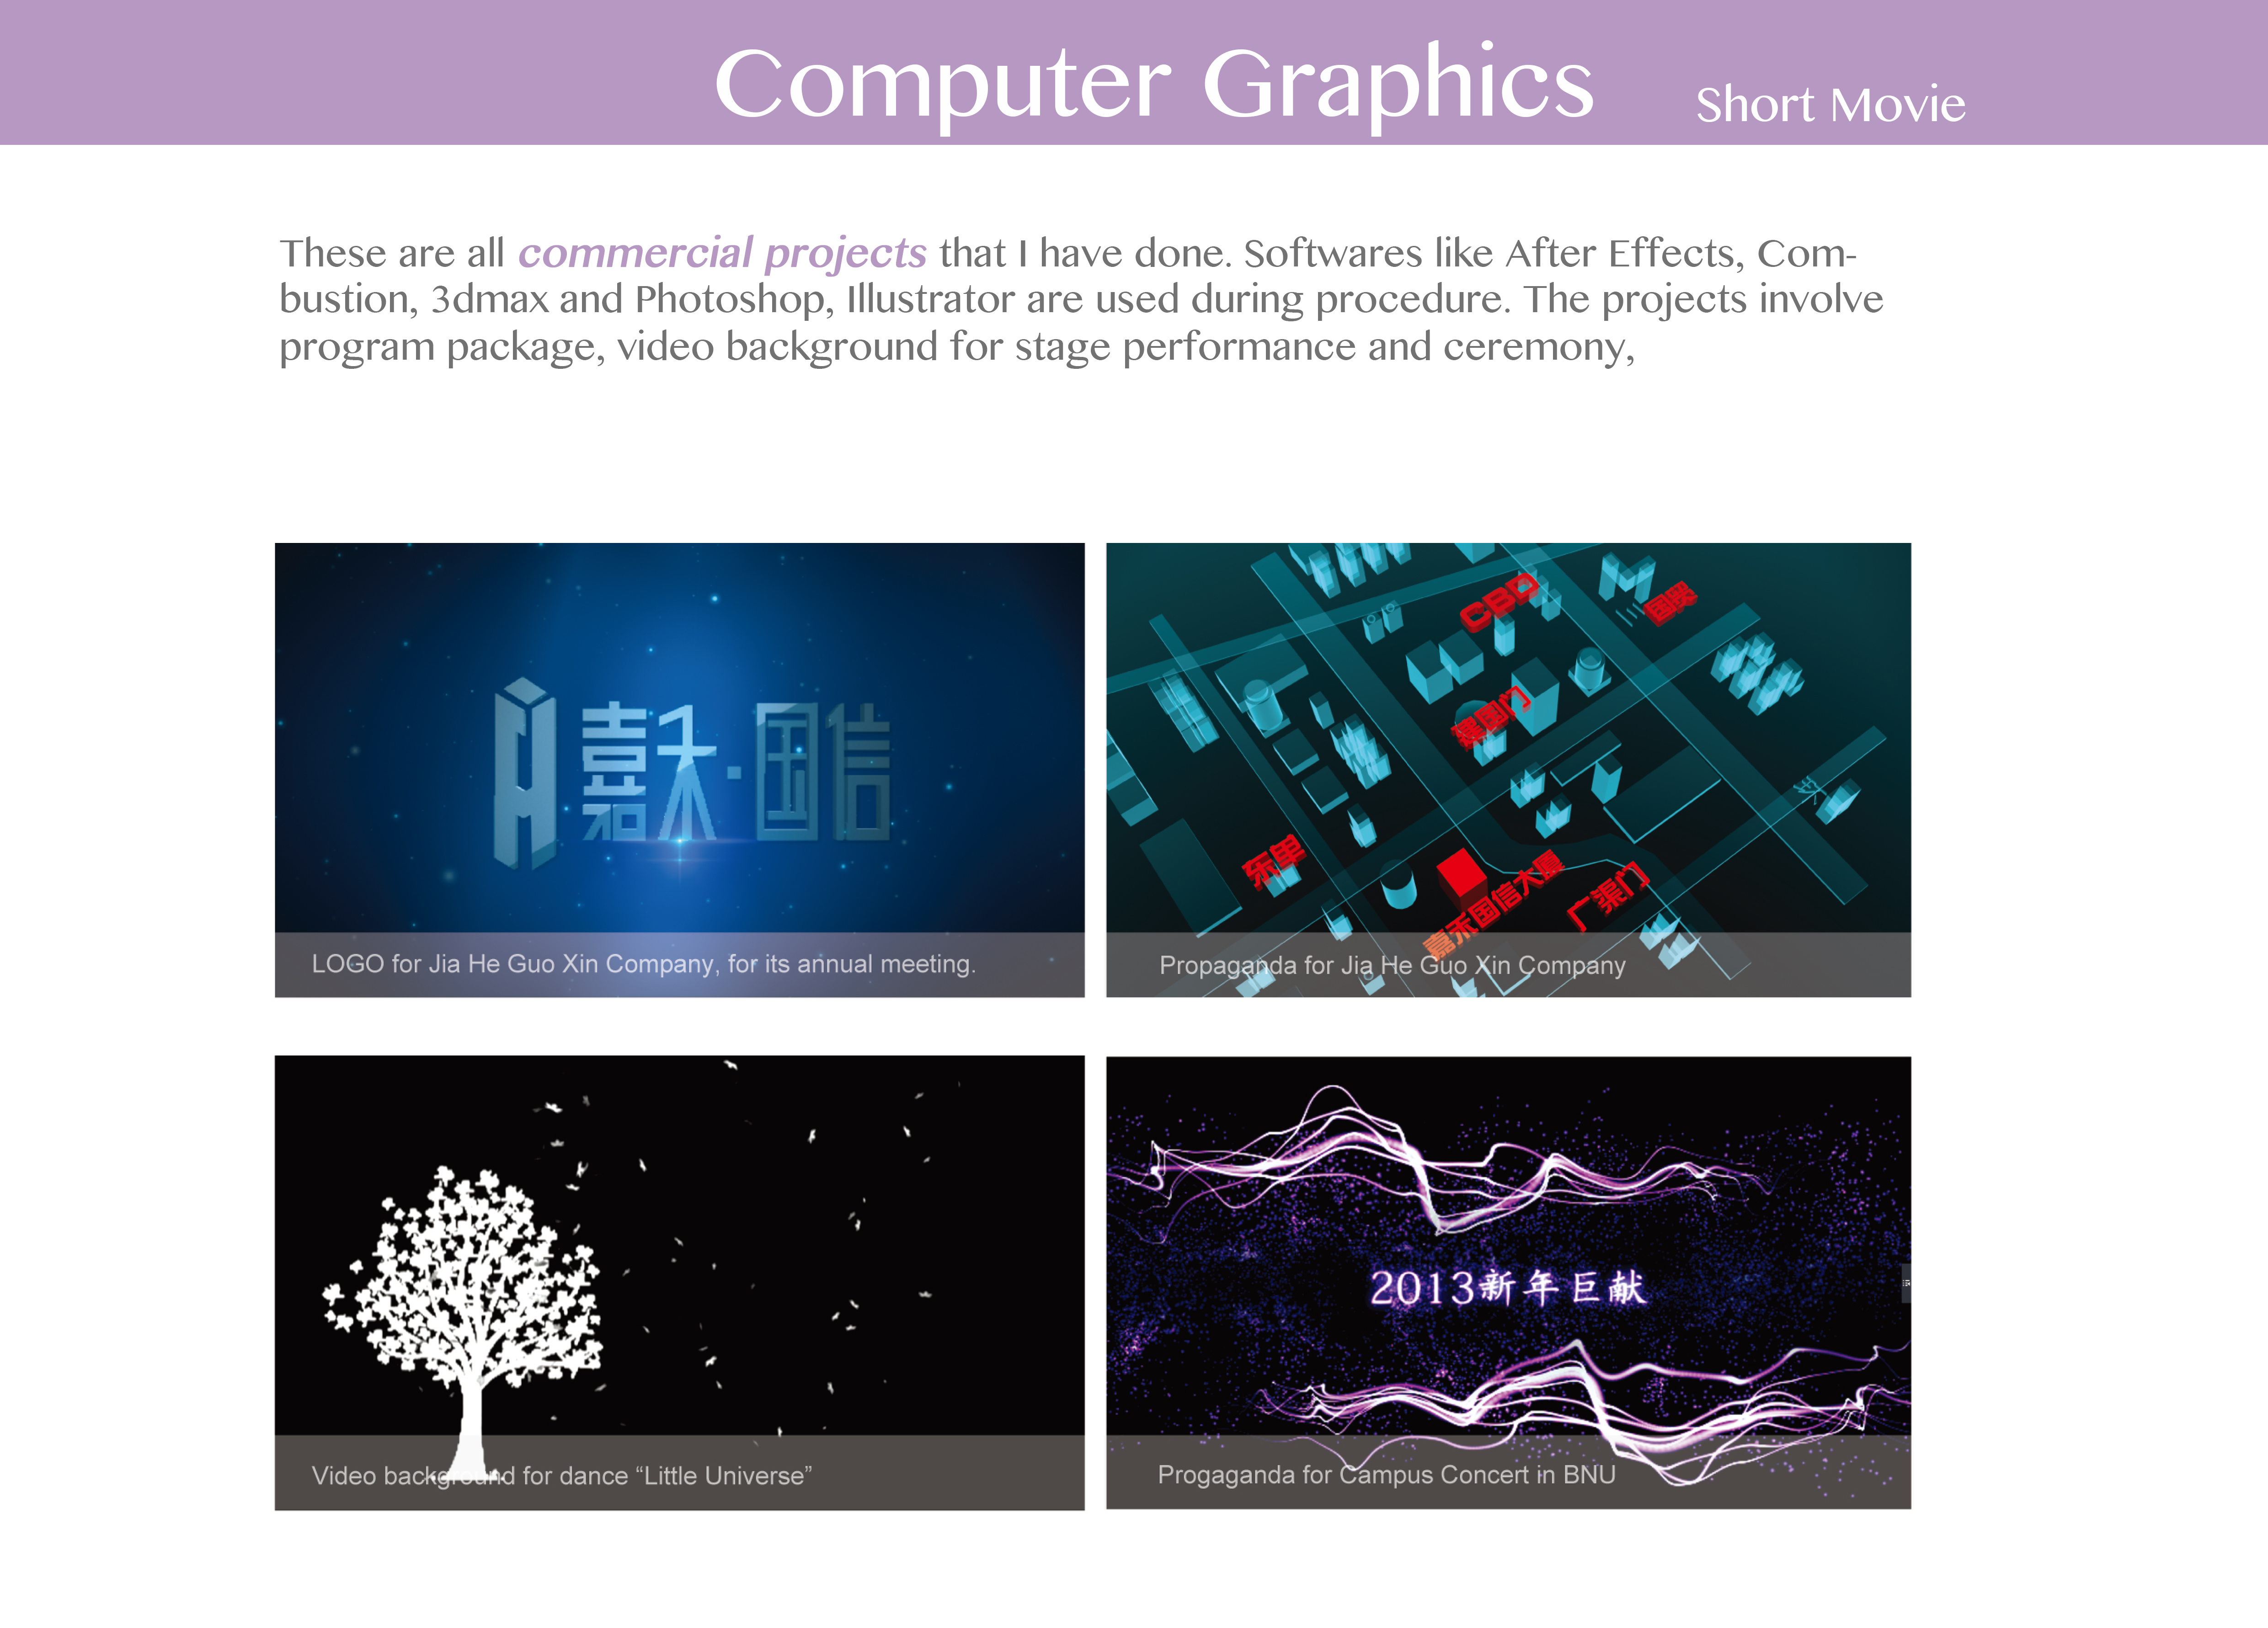 Computer Graphics Short Movie
These are all commercial projects that I have done. Softwares like After Effects, Com-
bustion, 3dmax and Photoshop, Illustrator are used during procedure. The projects involve
program package, video background for stage performance and ceremony,
嘉禾·国信
LOGO for Jia He Guo Xin Company, for its annual meeting.
CBD
国贸
建国门
东单
嘉禾国信大厦
广渠门
Propaganda for Jia He Guo Xin Company
Video background for dance “Little Universe”
2013新年巨献
Progaganda for Campus Concert in BNU